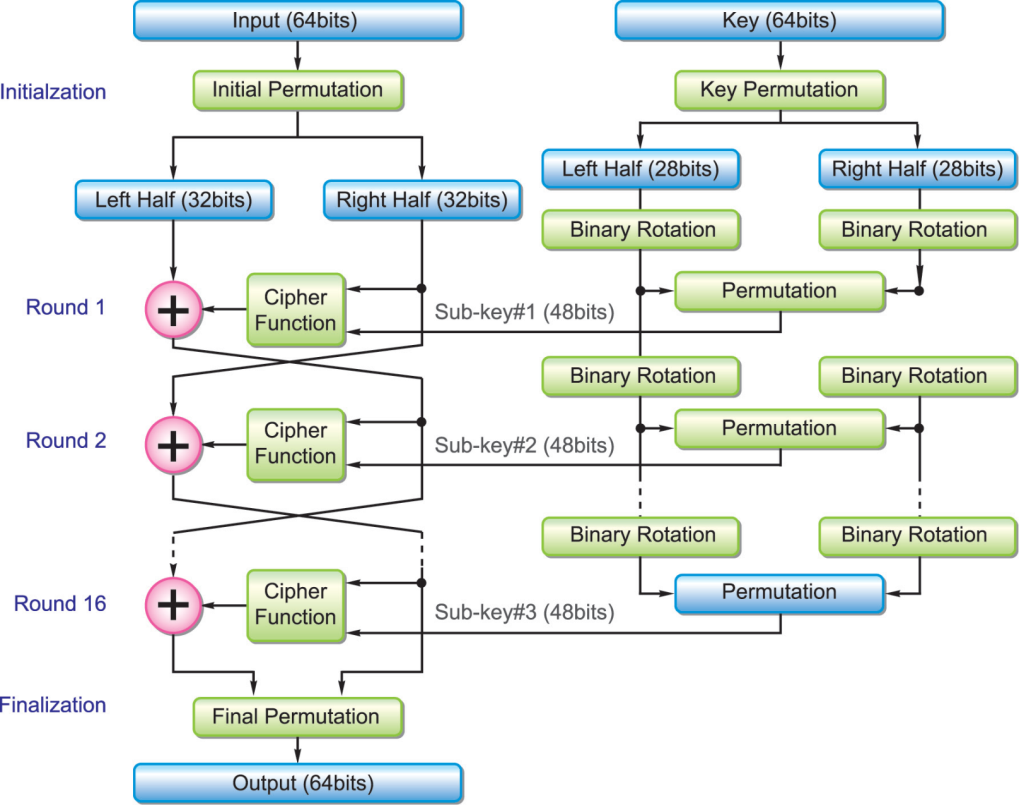 Input (64bits)
Key (64bits)
Initialzation
Initial Permutation
Key Permutation
Left Half (28bits)
Right Half (28bits)
Left Half (32bits)
Right Half (32bits)
Binary Rotation
Binary Rotation
Round 1
+
Cipher
Function
Sub-key#1 (48bits)
Permutation
Binary Rotation
Binary Rotation
Round 2
+
Cipher
Function
Sub-key#2 (48bits)
Permutation
Binary Rotation
Binary Rotation
Round 16
+
Cipher
Function
Sub-key#3 (48bits)
Permutation
Finalization
Final Permutation
Output (64bits)